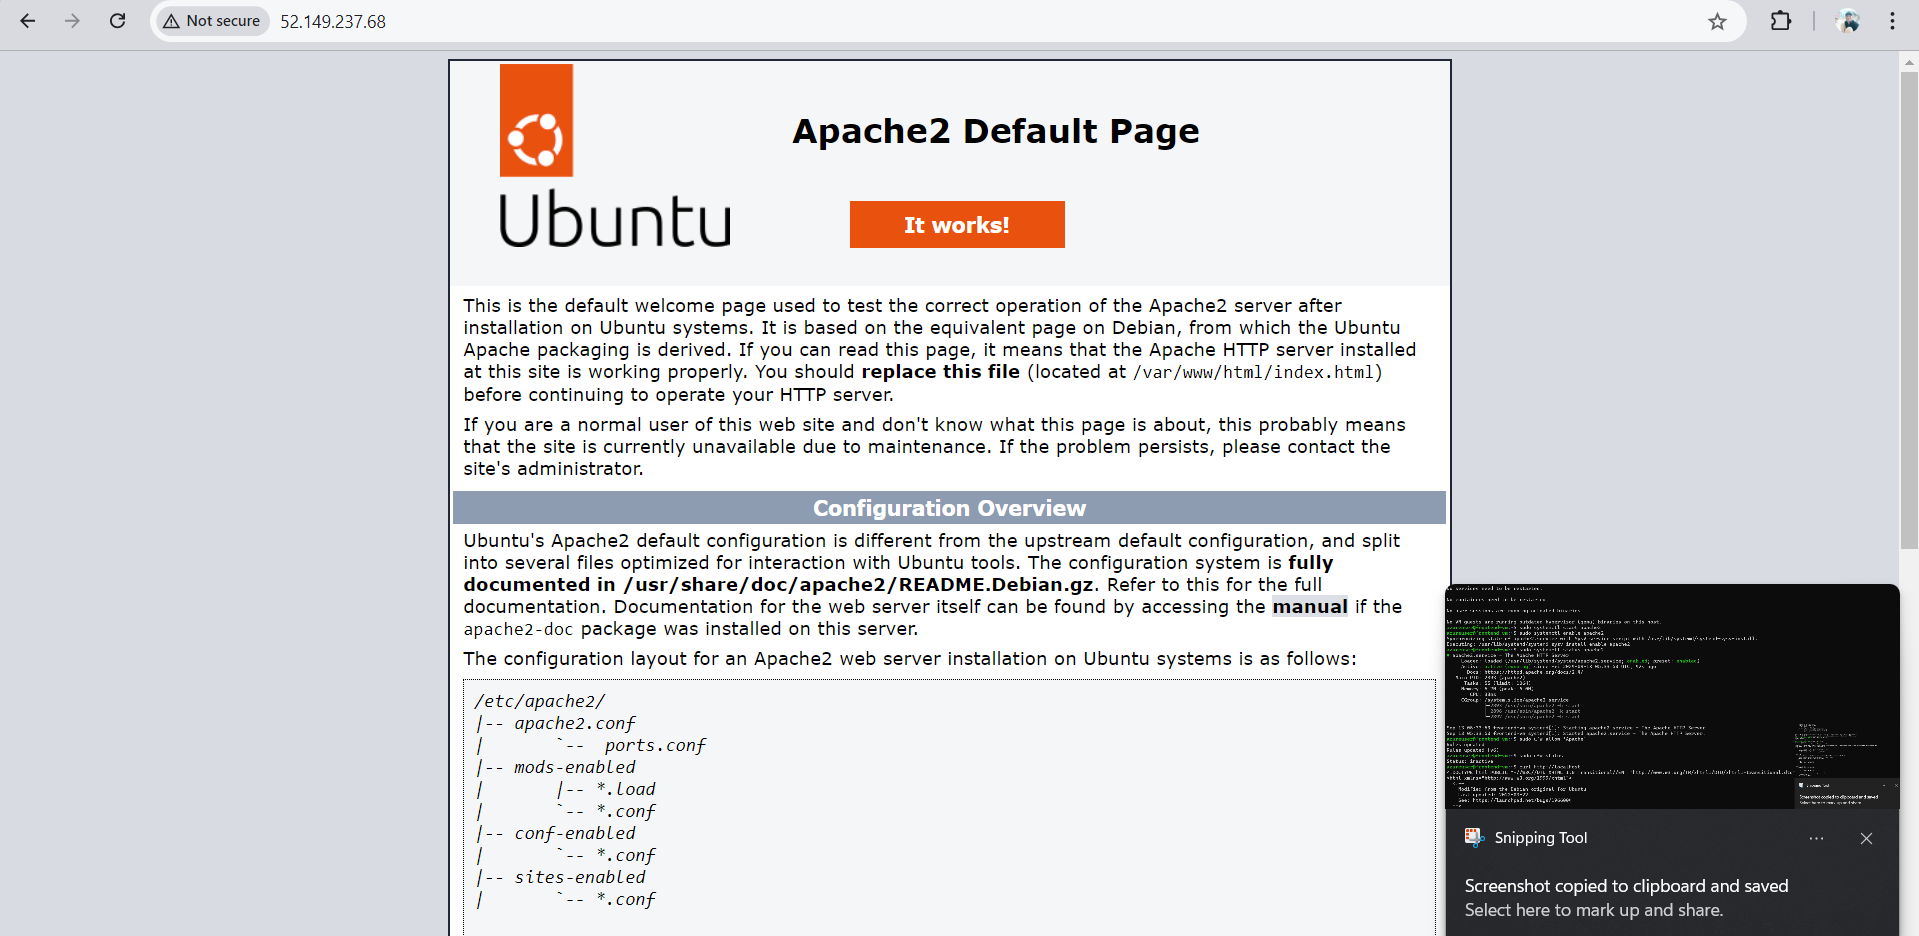 Not secure 52.149.237.68
Ubuntu
Apache2 Default Page
It works!
This is the default welcome page used to test the correct operation of the Apache2 server after
installation on Ubuntu systems. It is based on the equivalent page on Debian, from which the Ubuntu
Apache packaging is derived. If you can read this page, it means that the Apache HTTP server installed
at this site is working properly. You should replace this file (located at /var/www/html/index.html)
before continuing to operate your HTTP server.
If you are a normal user of this web site and don't know what this page is about, this probably means
that the site is currently unavailable due to maintenance. If the problem persists, please contact the
site's administrator.
Configuration Overview
Ubuntu's Apache2 default configuration is different from the upstream default configuration, and split
into several files optimized for interaction with Ubuntu tools. The configuration system is fully
documented in /usr/share/doc/apache2/README.Debian.gz. Refer to this for the full
documentation. Documentation for the web server itself can be found by accessing the manual if the
apache2-doc package was installed on this server.
The configuration layout for an Apache2 web server installation on Ubuntu systems is as follows:
/etc/apache2/
|-- apache2.conf
|       `--  ports.conf
|-- mods-enabled
|       |-- *.load
|       `-- *.conf
|-- conf-enabled
|       `-- *.conf
|-- sites-enabled
|       `-- *.conf
Snipping Tool
Screenshot copied to clipboard and saved
Select here to mark up and share.